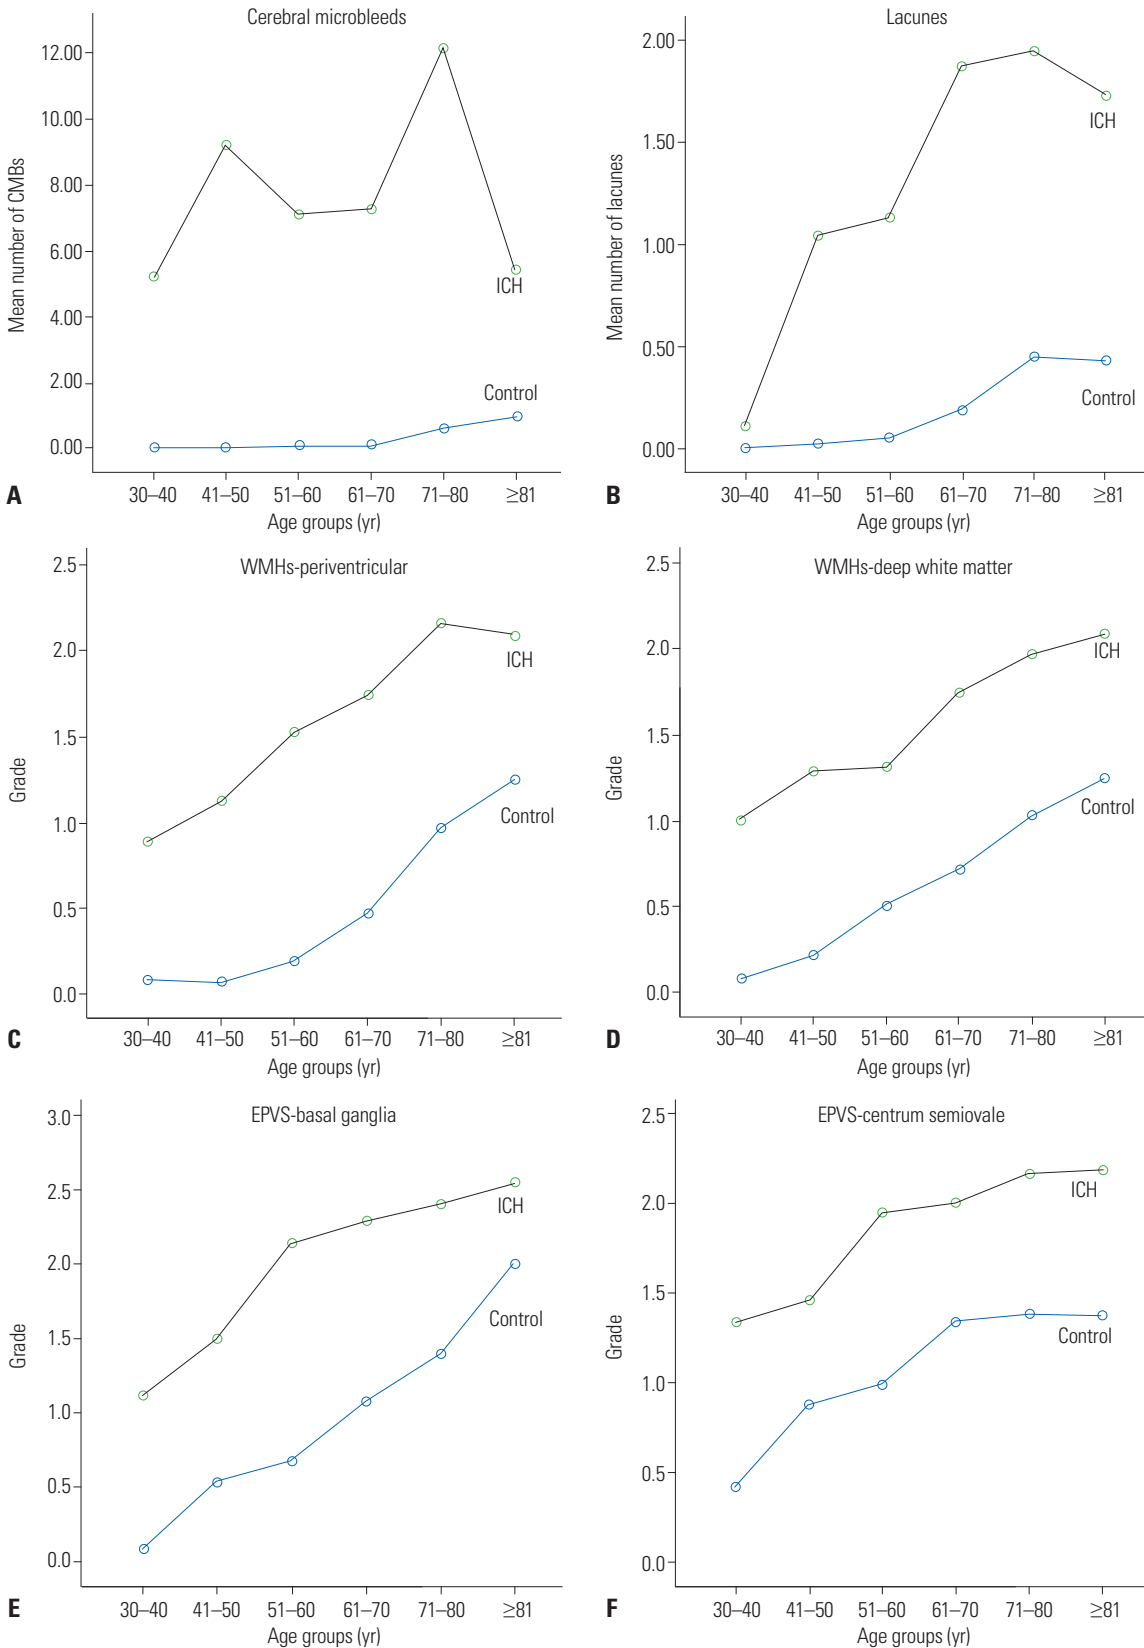 Cerebral microbleeds
12.00
10.00
8.00
6.00
4.00
2.00
0.00
Mean number of CMBs
ICH
Control
30–40 41–50 51–60 61–70 71–80 ≥81
Age groups (yr)
A
Lacunes
2.00
1.50
1.00
0.50
0.00
Mean number of lacunes
ICH
Control
30–40 41–50 51–60 61–70 71–80 ≥81
Age groups (yr)
B
WMHs-periventricular
2.5
2.0
1.5
1.0
0.5
0.0
Grade
ICH
Control
30–40 41–50 51–60 61–70 71–80 ≥81
Age groups (yr)
C
WMHs-deep white matter
2.5
2.0
1.5
1.0
0.5
0.0
Grade
ICH
Control
30–40 41–50 51–60 61–70 71–80 ≥81
Age groups (yr)
D
EPVS-basal ganglia
3.0
2.5
2.0
1.5
1.0
0.5
0.0
Grade
ICH
Control
30–40 41–50 51–60 61–70 71–80 ≥81
Age groups (yr)
E
EPVS-centrum semiovale
2.5
2.0
1.5
1.0
0.5
0.0
Grade
ICH
Control
30–40 41–50 51–60 61–70 71–80 ≥81
Age groups (yr)
F